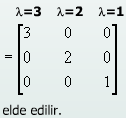 λ=3 λ=2 λ=1
= [3 0 0
0 2 0
0 0 1]
elde edilir.